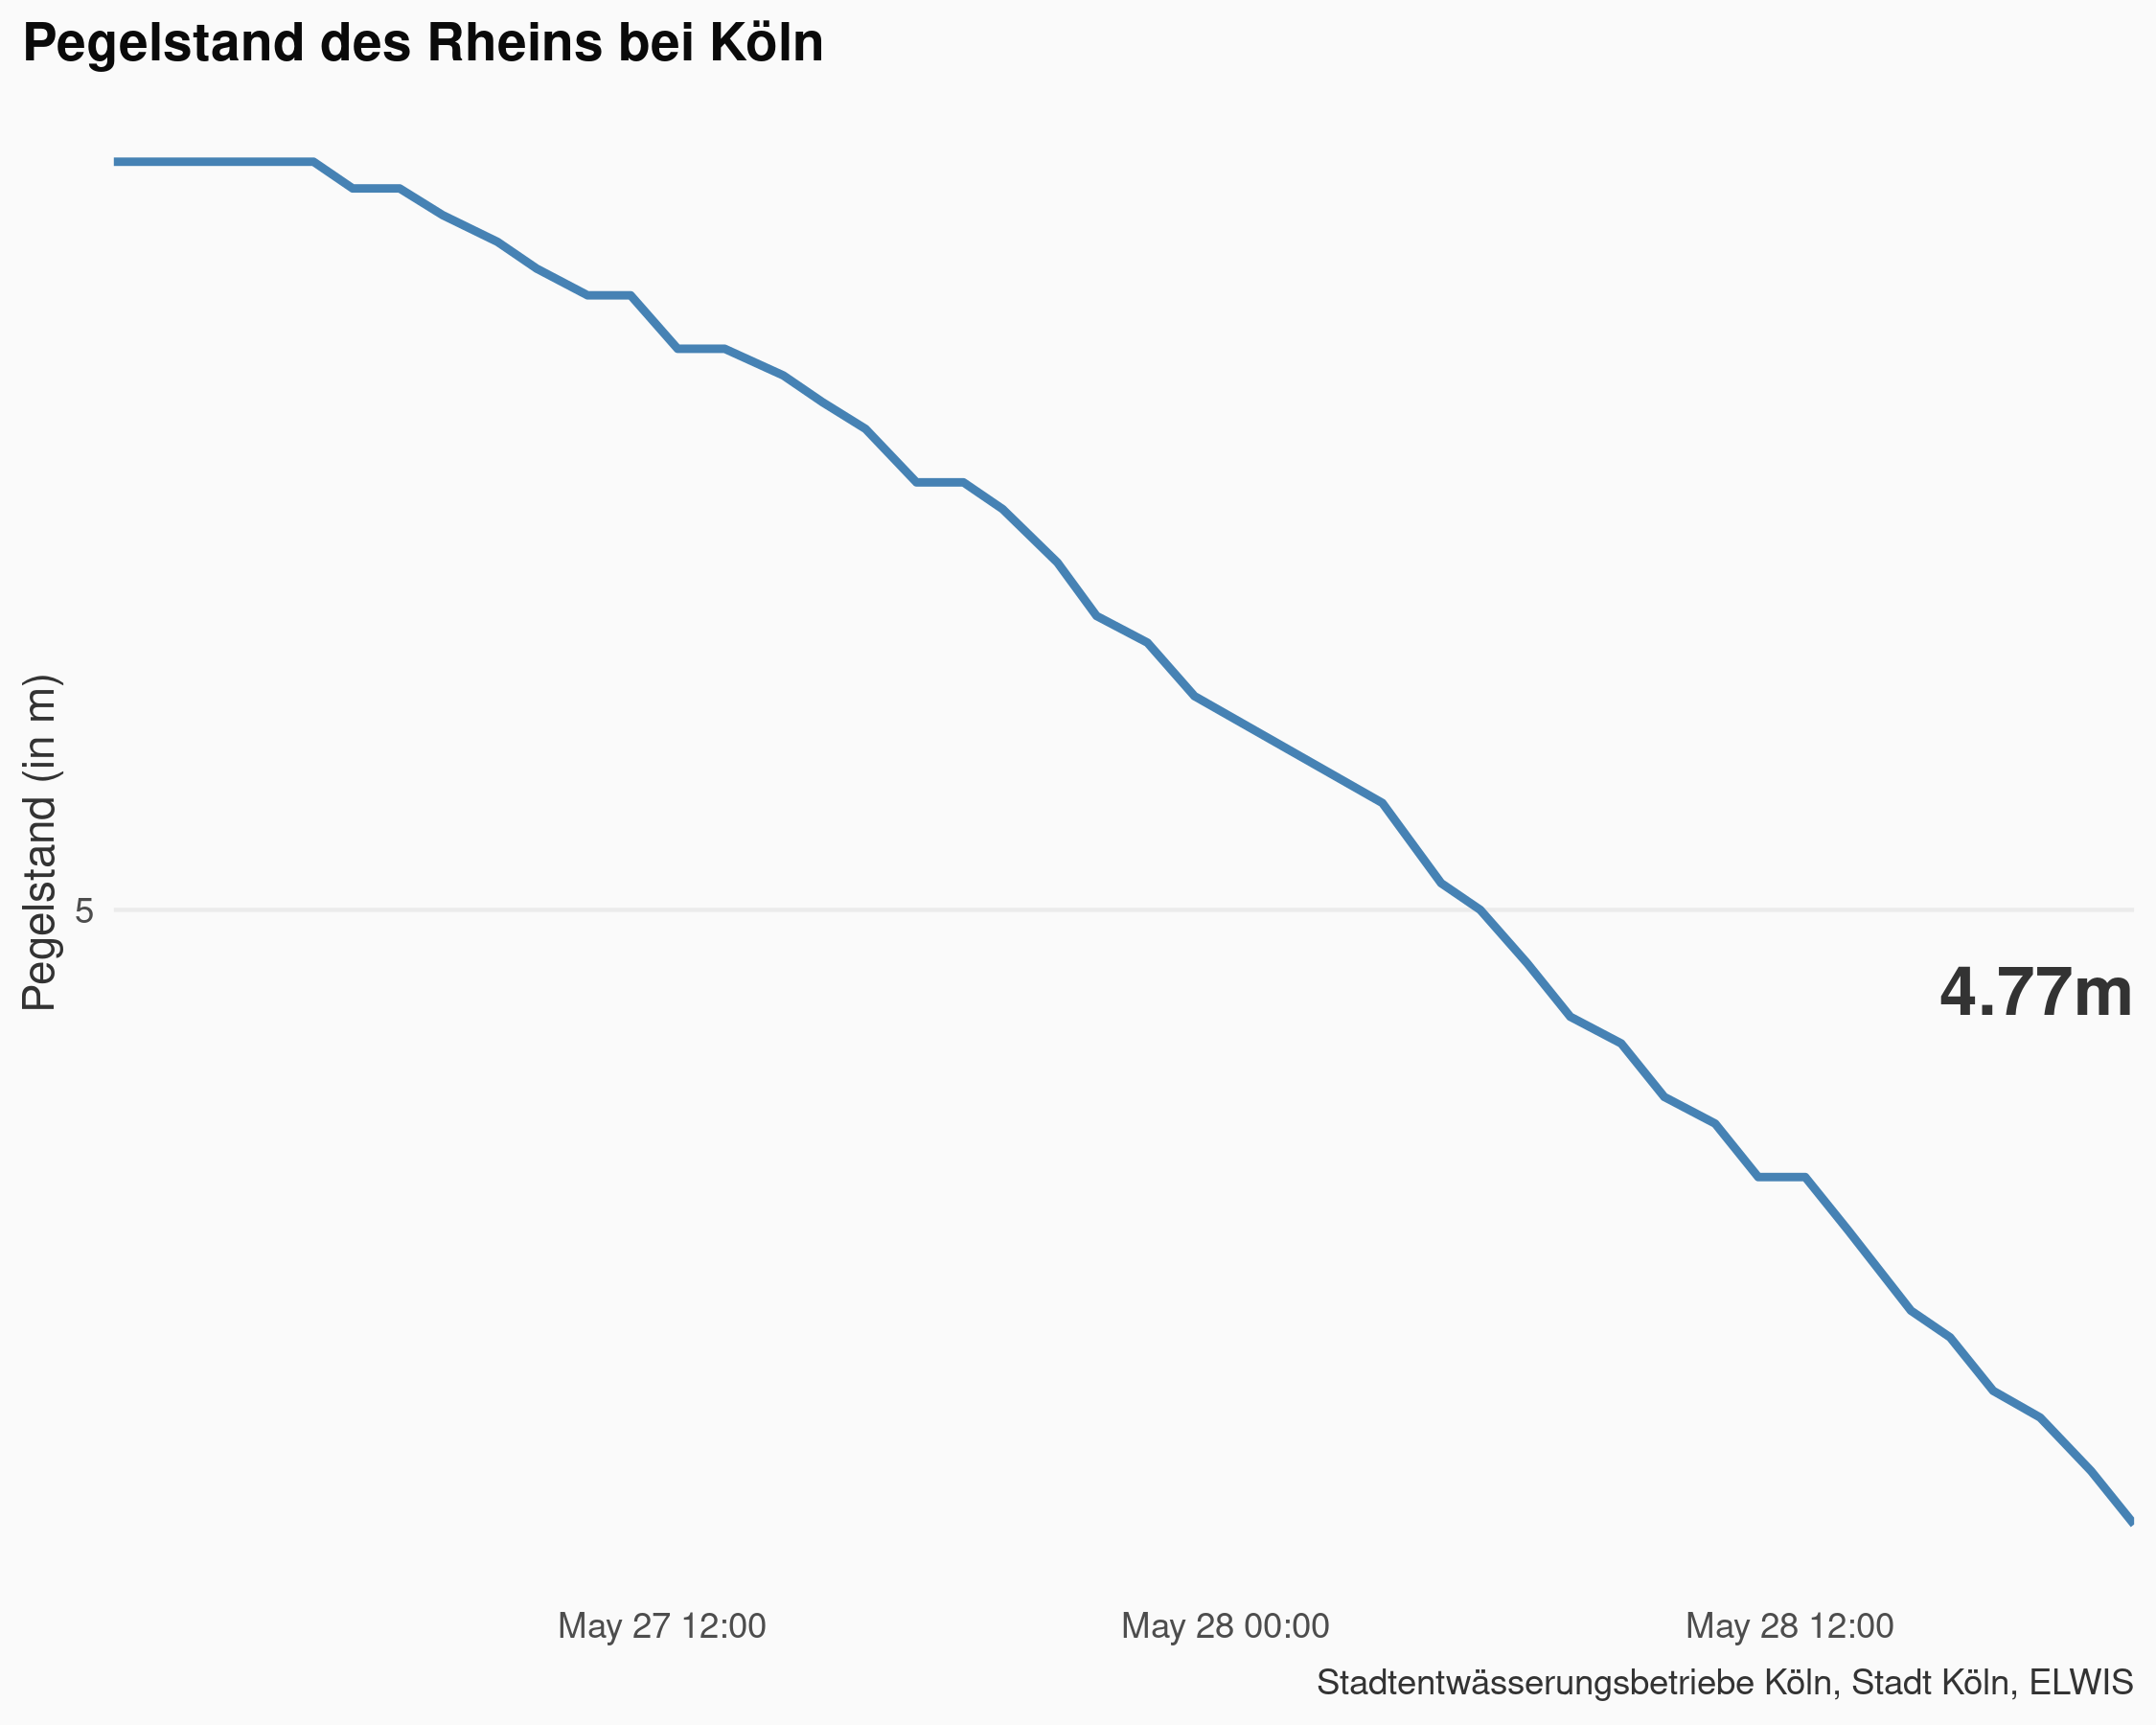 Pegelstand des Rheins bei Köln
Pegelstand (in m)
5
4.77m
May 27 12:00
May 28 00:00
May 28 12:00
Stadtentwässerungsbetriebe Köln, Stadt Köln, ELWIS